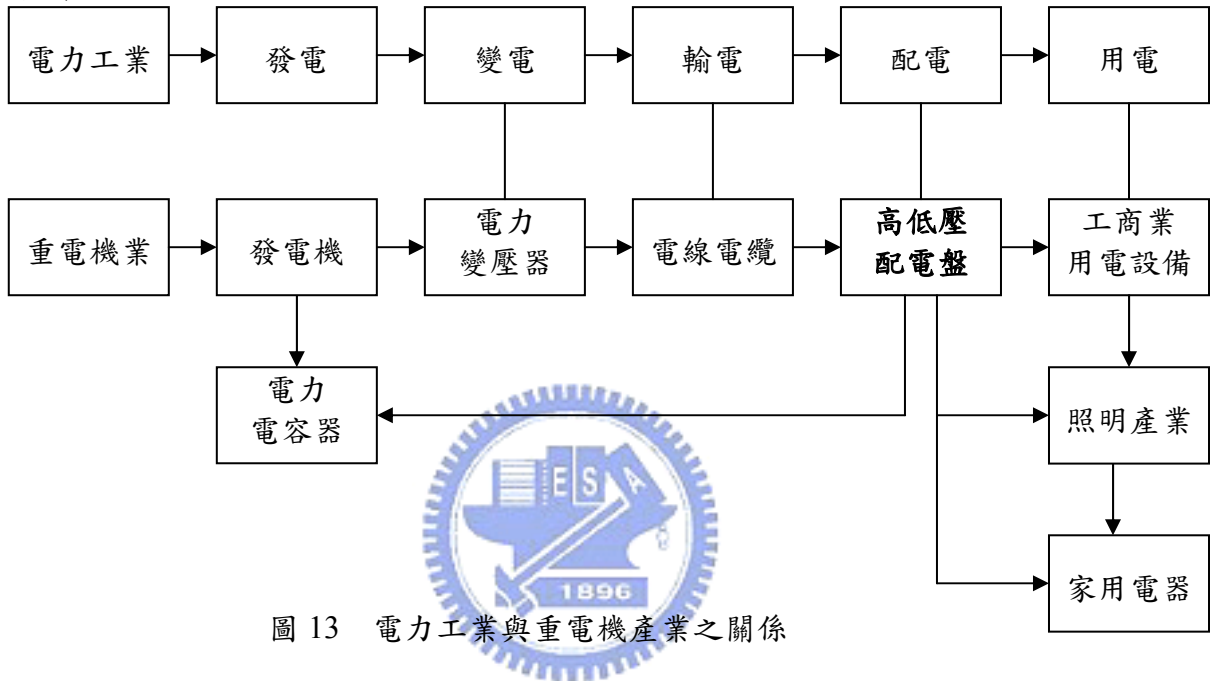 電力工業
發電
變電
輸電
配電
用電
重電機業
發電機
電力
變壓器
電線電纜
高低壓
配電盤
工商業
用電設備
電力
電容器
照明產業
家用電器
E S A
1896
圖 13 電力工業與重電機產業之關係